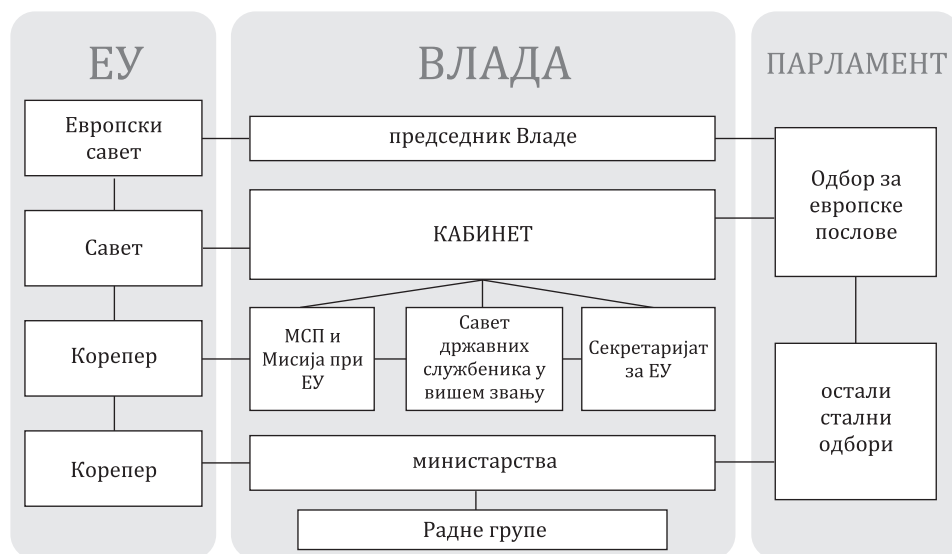 ЕУ
Европски
савет
Савет
Корепер
Корепер
ВЛАДА
председник Владе
КАБИНЕТ
МСП и
Мисија при
ЕУ
Савет
државних
службеника у
вишем звању
Секретаријат
за ЕУ
министарства
Радне групе
ПАРЛАМЕНТ
Одбор за
европске
послове
остали
стални
одбори